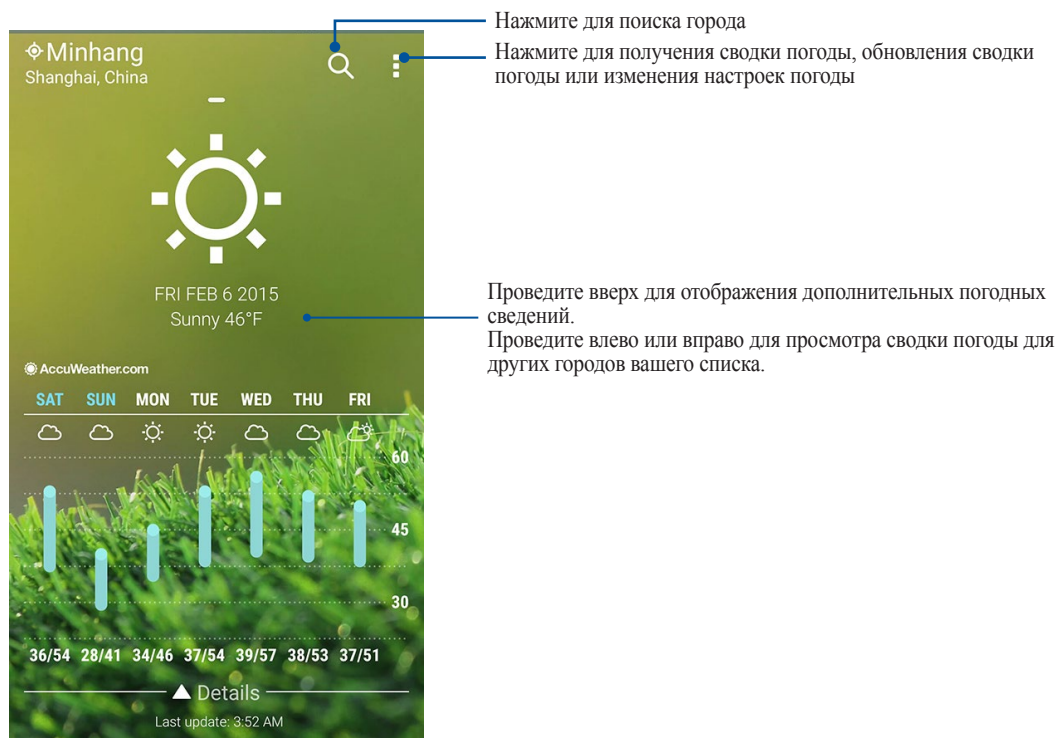 Нажмите для поиска города
Нажмите для получения сводки погоды, обновления сводки
погоды или изменения настроек погоды
Minhang
Shanghai, China
FRI FEB 6 2015
Sunny 46°F
Проведите вверх для отображения дополнительных погодных
сведений.
Проведите влево или вправо для просмотра сводки погоды для
других городов вашего списка.
AccuWeather.com
SAT SUN MON TUE WED THU FRI
60
45
30
36/54 28/41 34/46 37/54 39/57 38/53 37/51
Details
Last update: 3:52 AM